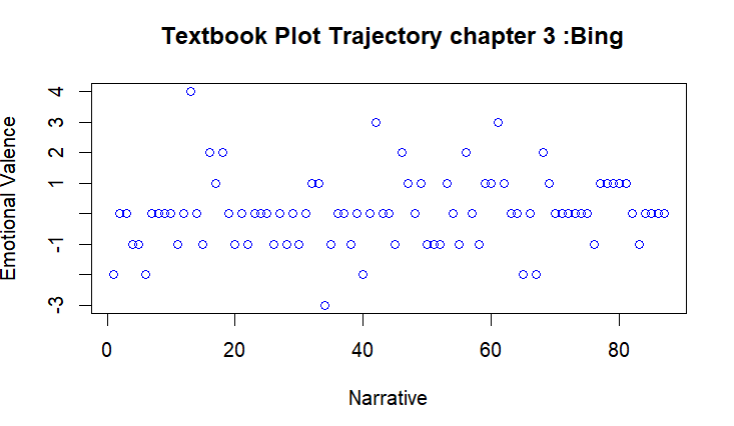 Textbook Plot Trajectory chapter 3 :Bing
Emotional Valence
4
3
2
1
-1
-3
0 20 40 60 80
Narrative